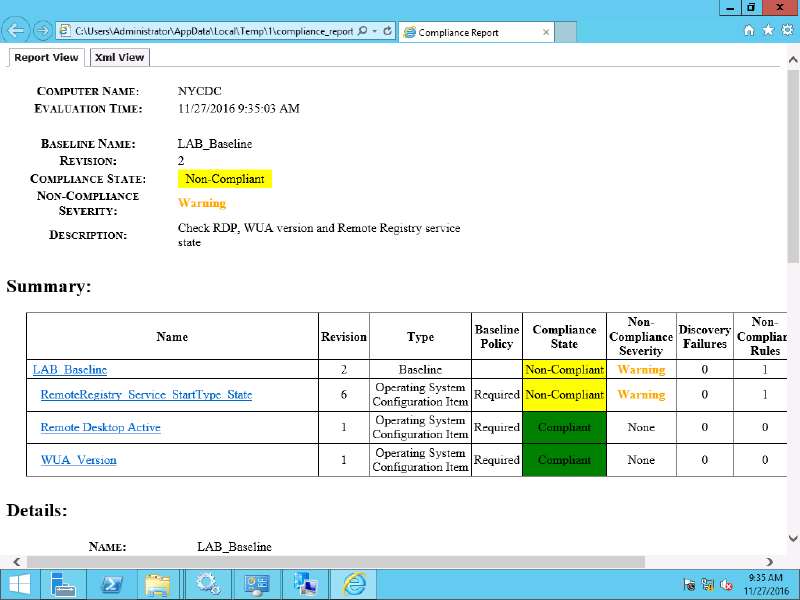 C:\Users\Administrator\AppData\Local\Temp\1\compliance_report
Compliance Report
Report View
Xml View
COMPUTER NAME: NYCDC
EVALUATION TIME: 11/27/2016 9:35:03 AM
BASELINE NAME: LAB_Baseline
REVISION: 2
COMPLIANCE STATE: Non-Compliant
NON-COMPLIANCE
SEVERITY:
Warning
DESCRIPTION:
Check RDP, WUA version and Remote Registry service
state
Summary:
Name
Revision
Type
Baseline
Policy
Compliance
State
Non-
Compliance
Severity
Discovery
Failures
Non-
Complian
Rules
LAB_Baseline 2 Baseline Non-Compliant Warning 0 1
RemoteRegistry_Service_StartType_State 6
Operating System
Configuration Item
Required Non-Compliant Warning 0 1
Remote Desktop Active 1
Operating System
Configuration Item
Required Compliant None 0 0
WUA_Version 1
Operating System
Configuration Item
Required Compliant None 0 0
Details:
NAME: LAB_Baseline
9:35 AM
11/27/2016